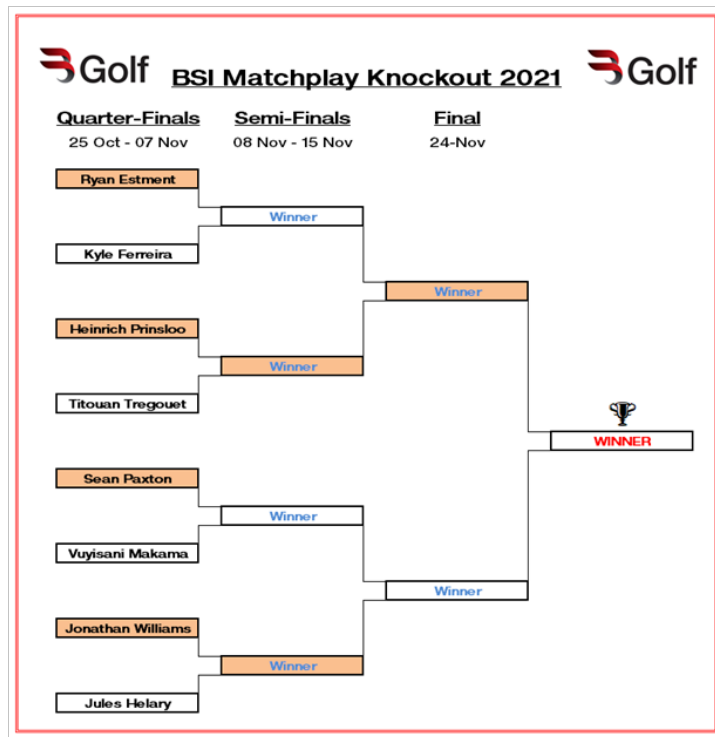 Golf BSI Matchplay Knockout 2021 Golf
Quarter-Finals Semi-Finals Final
25 Oct - 07 Nov 08 Nov - 15 Nov 24-Nov
Ryan Estment
Winner
Kyle Ferreira
Winner
Heinrich Prinsloo
Winner
Titouan Tregouet
WINNER
Sean Paxton
Winner
Vuyisani Makama
Winner
Jonathan Williams
Winner
Jules Helary